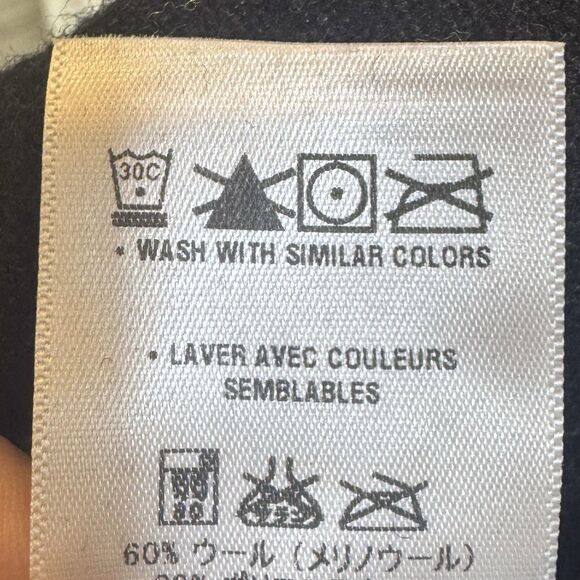 30C
• WASH WITH SIMILAR COLORS
• LAVER AVEC COULEURS
SEMBLABLES
60% ウール (メリノウール)